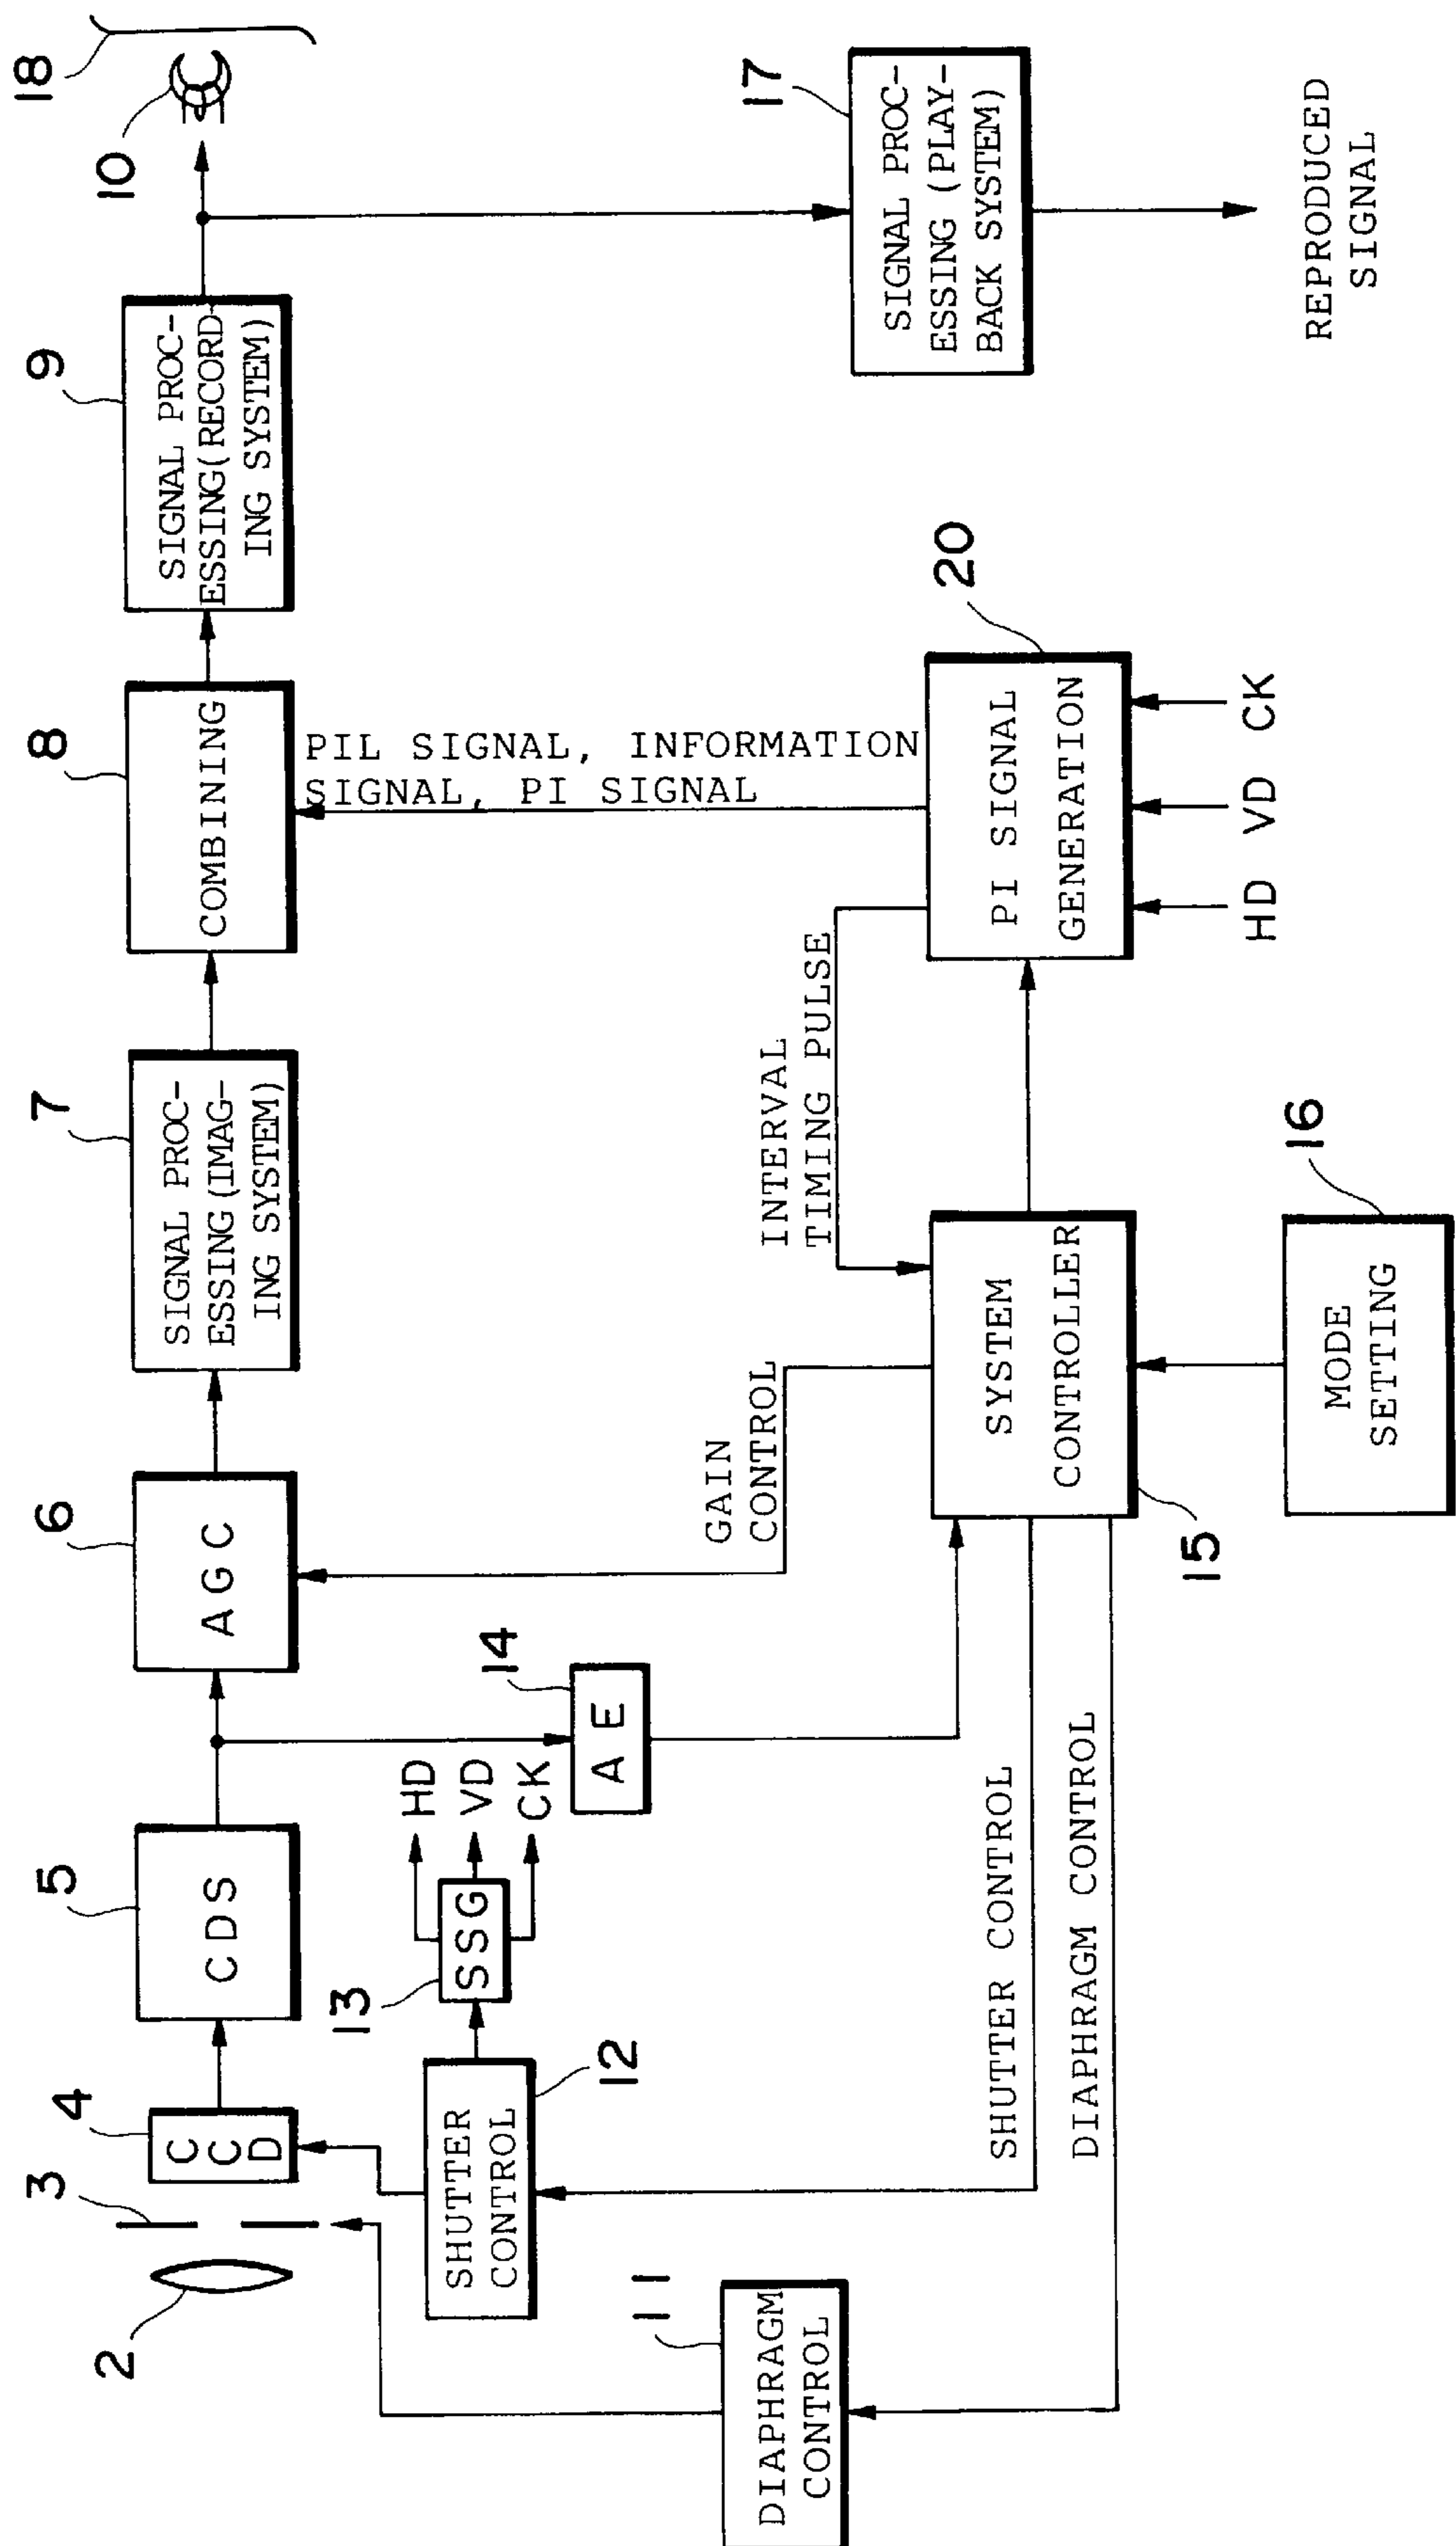 2
3
4
C
C
D
5
CDS
6
AGC
7
SIGNAL PROC-
ESSING(IMAG-
ING SYSTEM)
8
COMBINING
9
SIGNAL PROC-
ESSING(RECORD-
ING SYSTEM)
10
18
SHUTTER
CONTROL
12
13
SSG
HD
VD
CK
14
AE
GAIN
CONTROL
INTERVAL
TIMING PULSE
PIL SIGNAL, INFORMATION
SIGNAL, PI SIGNAL
17
SIGNAL PROC-
ESSING (PLAY-
BACK SYSTEM)
REPRODUCED
SIGNAL
11
DIAPHRAGM
CONTROL
SHUTTER CONTROL
DIAPHRAGM CONTROL
15
SYSTEM
CONTROLLER
20
PI SIGNAL
GENERATION
HD VD CK
16
MODE
SETTING